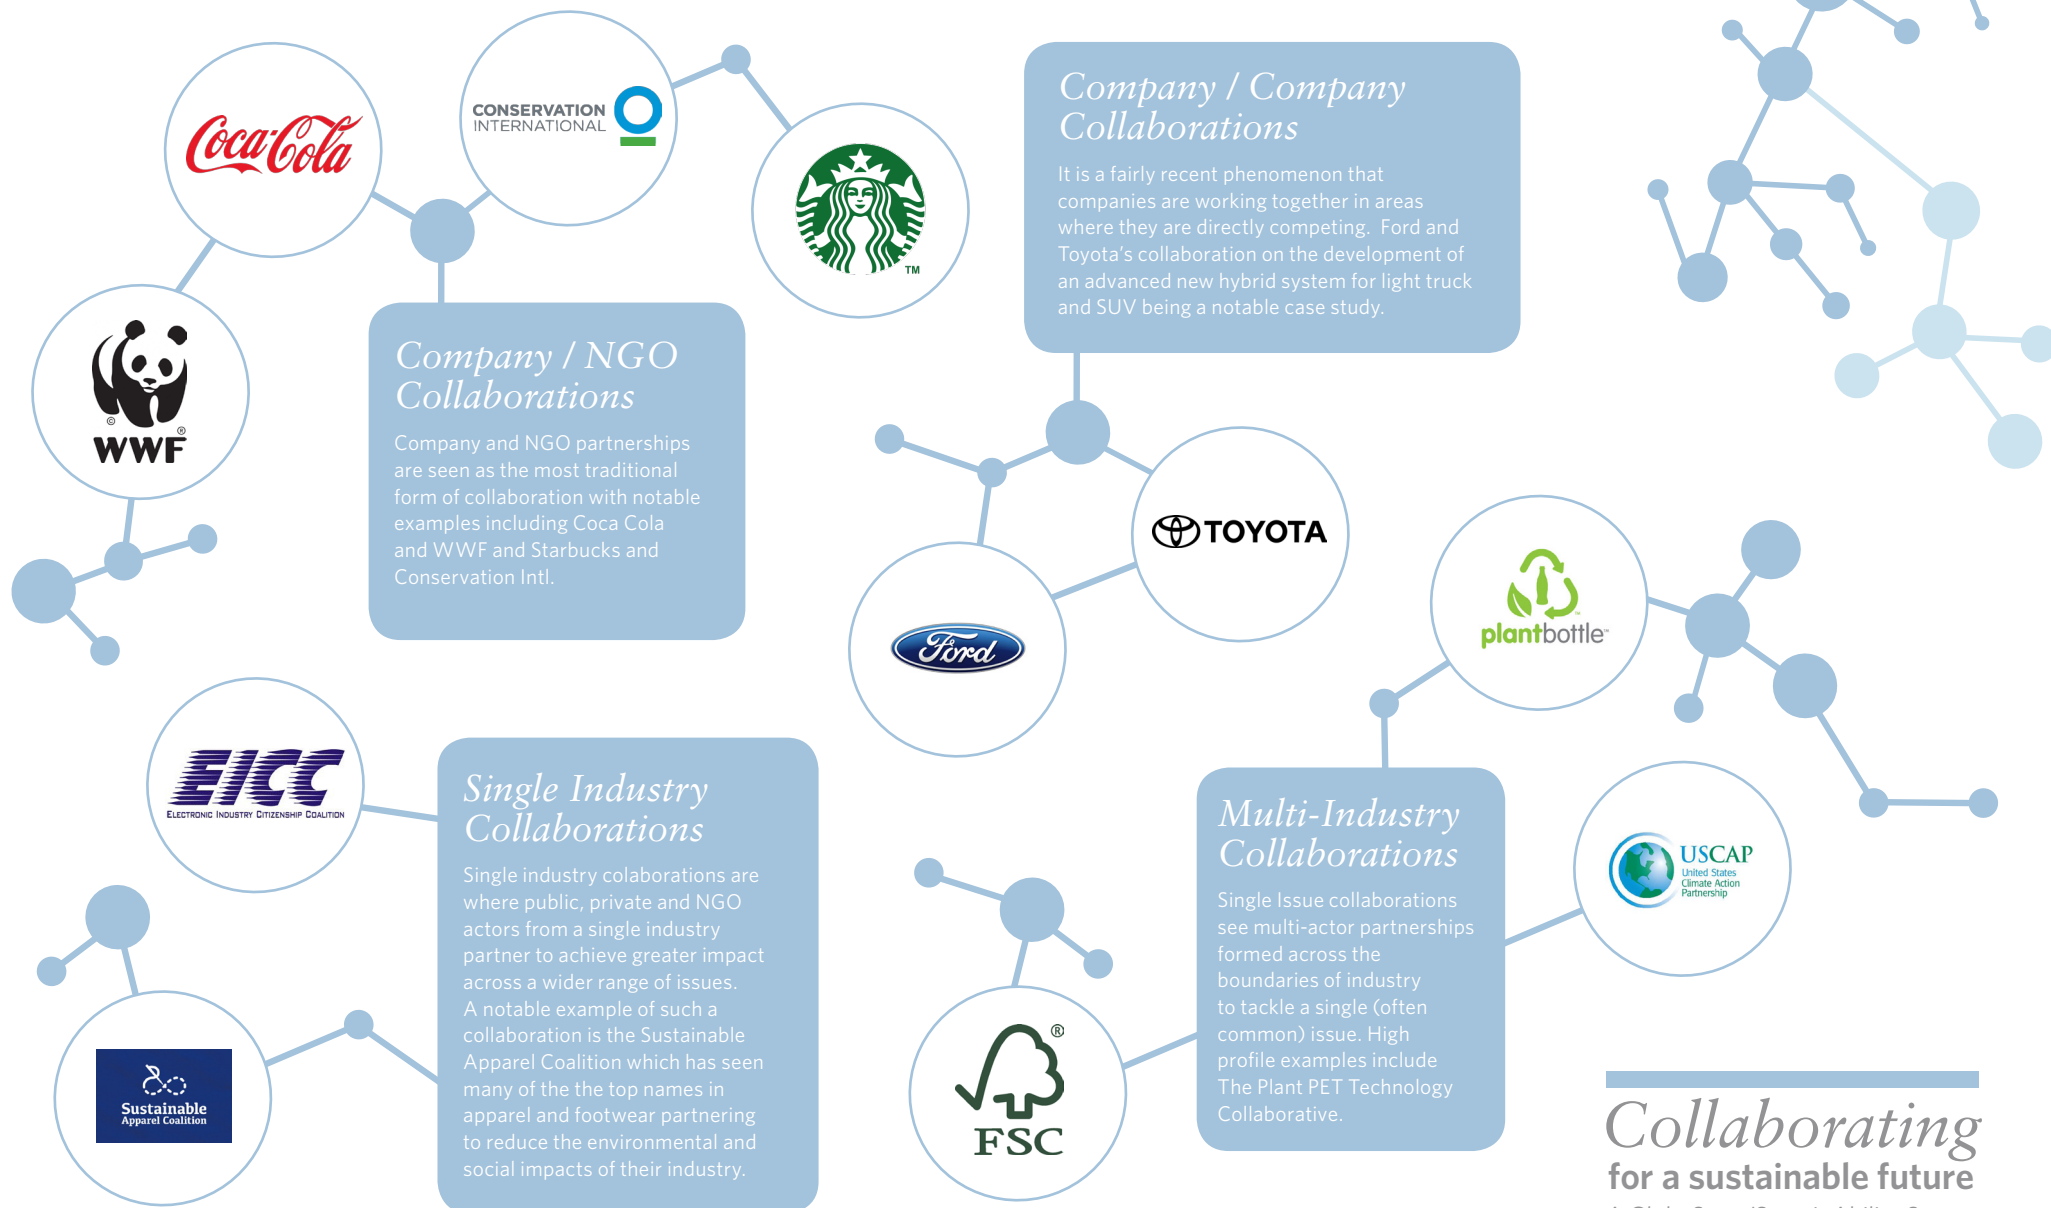 Coca-Cola
CONSERVATION
INTERNATIONAL
TM
©
®
WWF
Company / NGO
Collaborations
Company and NGO partnerships
are seen as the most traditional
form of collaboration with notable
examples including Coca Cola
and WWF and Starbucks and
Conservation Intl.
Company / Company
Collaborations
It is a fairly recent phenomenon that
companies are working together in areas
where they are directly competing.  Ford and
Toyota's collaboration on the development of
an advanced new hybrid system for light truck
and SUV being a notable case study.
TOYOTA
Ford
plantbottle™
EICC
ELECTRONIC INDUSTRY CITIZENSHIP COALITION
Single Industry
Collaborations
Single industry colaborations are
where public, private and NGO
actors from a single industry
partner to achieve greater impact
across a wider range of issues.
A notable example of such a
collaboration is the Sustainable
Apparel Coalition which has seen
many of the the top names in
apparel and footwear partnering
to reduce the environmental and
social impacts of their industry.
Sustainable
Apparel Coalition
Multi-Industry
Collaborations
Single Issue collaborations
see multi-actor partnerships
formed across the
boundaries of industry
to tackle a single (often
common) issue. High
profile examples include
The Plant PET Technology
Collaborative.
USCAP
United States
Climate Action
Partnership
®
FSC
Collaborating
for a sustainable future